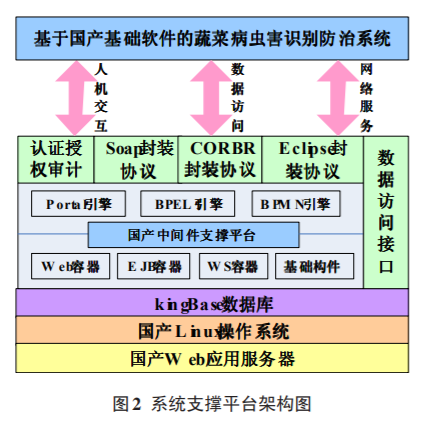 基于国产基础软件的蔬菜病虫害识别防治系统
人机交互
数据访问
网络服务
认证授权审计
Soap封装协议
CORBR封装协议
Eclipse封装协议
数据访问接口
Portal引擎
BPEL引擎
BPMN引擎
国产中间件支撑平台
Web容器
EJB容器
WS容器
基础构件
kingBase数据库
国产Linux操作系统
国产Web应用服务器
图2 系统支撑平台架构图